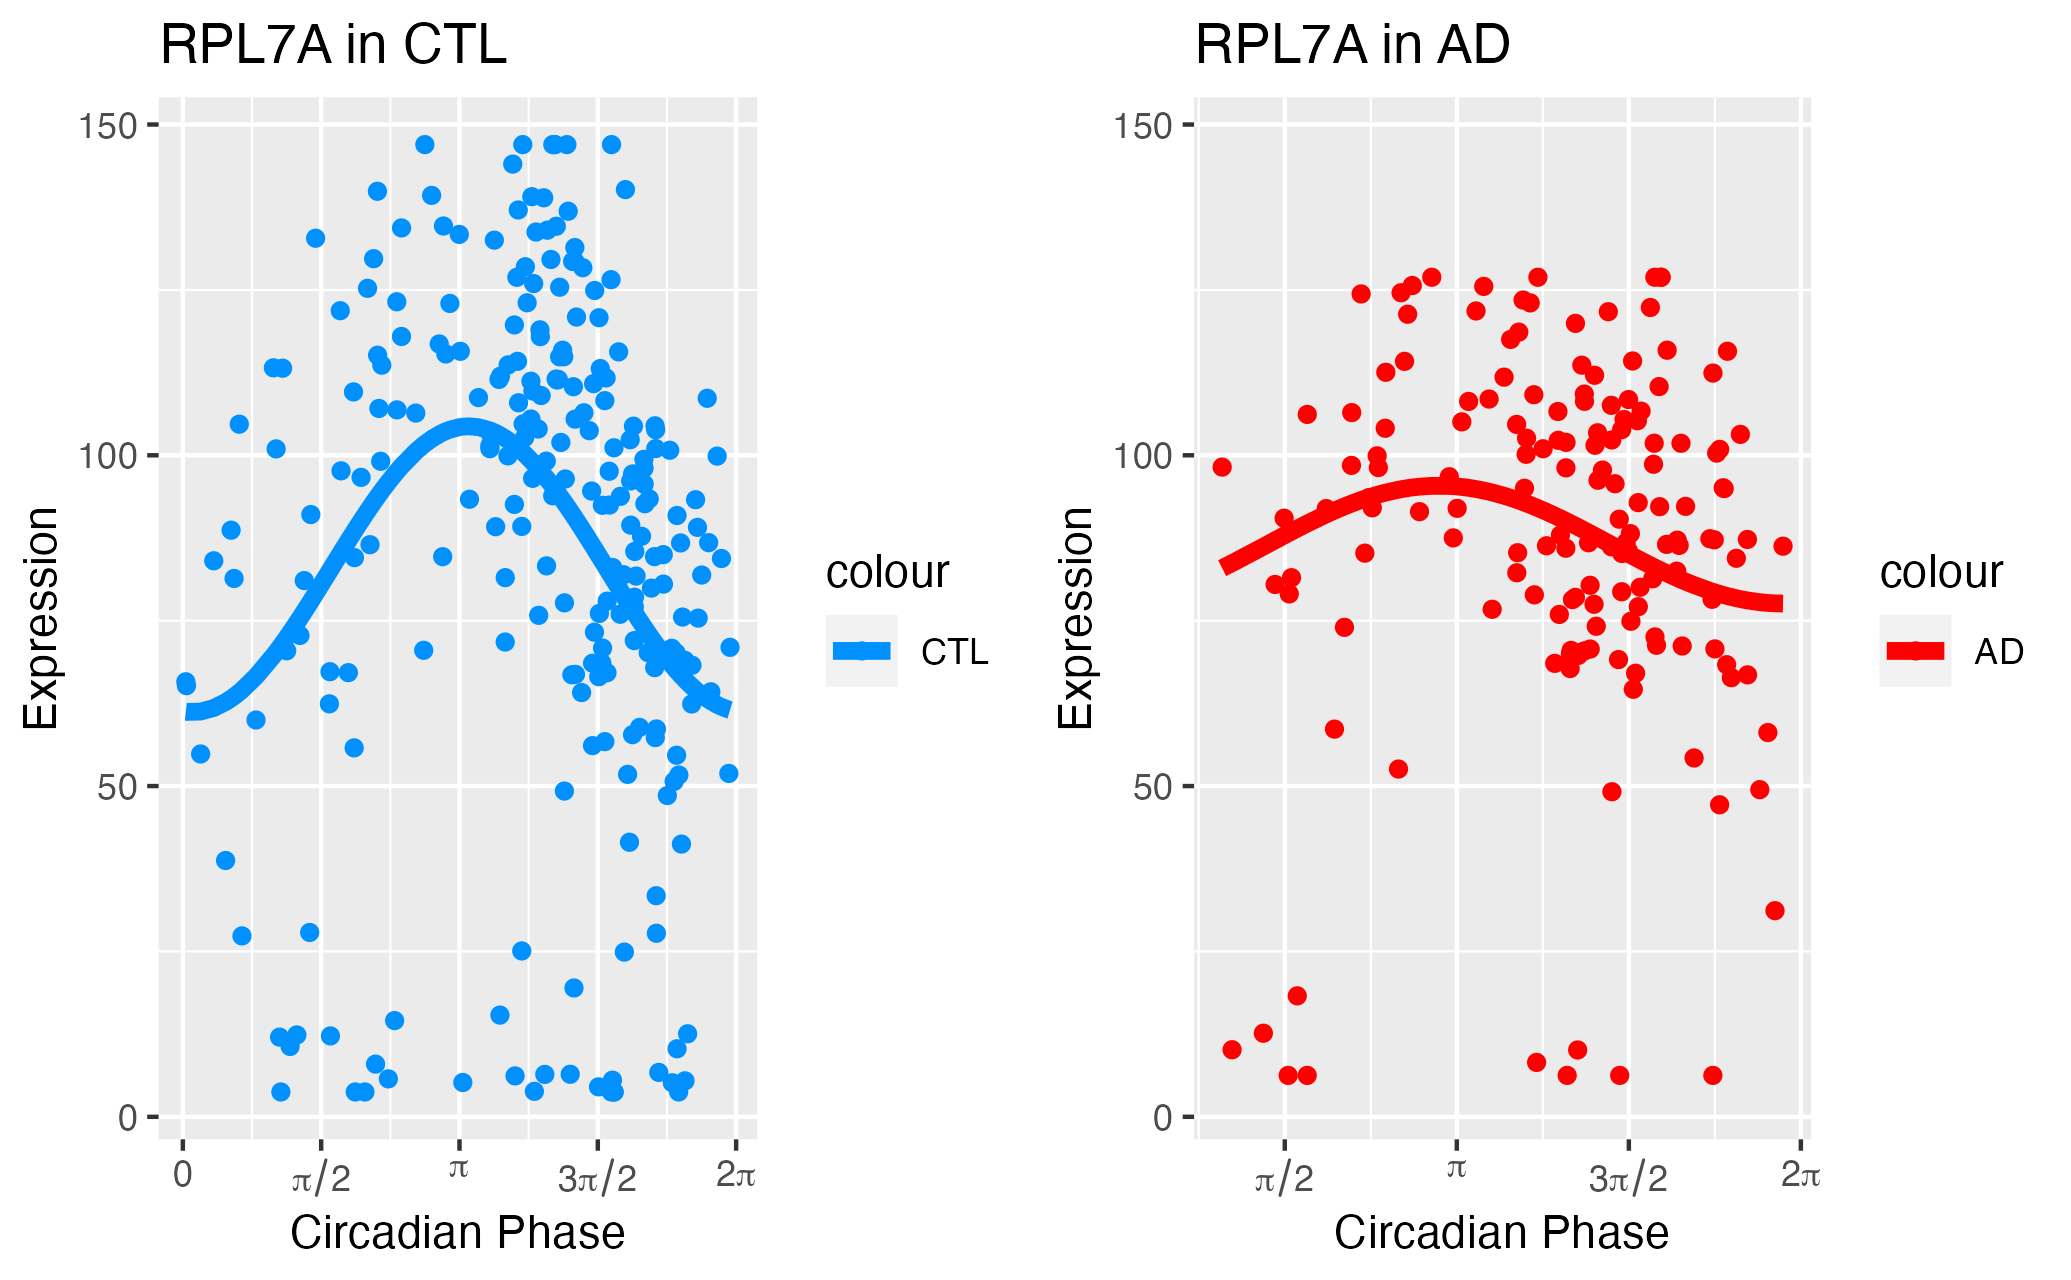 RPL7A in CTL
150
100
50
0
Expression
0
π/2
π
3π/2
2π
Circadian Phase
colour
CTL
RPL7A in AD
150
100
50
0
Expression
π/2
π
3π/2
2π
Circadian Phase
colour
AD